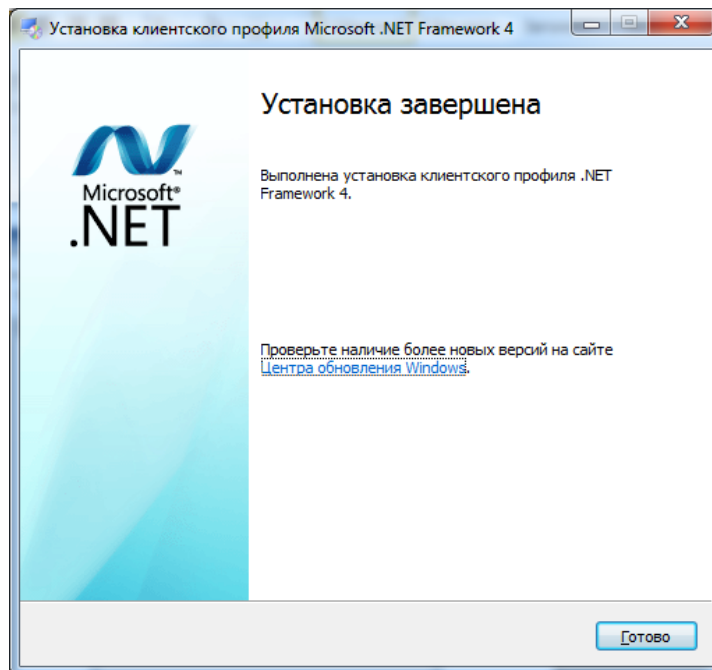 Установка клиентского профиля Microsoft .NET Framework 4
Установка завершена
Microsoft®
.NET™
Выполнена установка клиентского профиля .NET
Framework 4.
Проверьте наличие более новых версий на сайте
Центра обновления Windows.
Готово